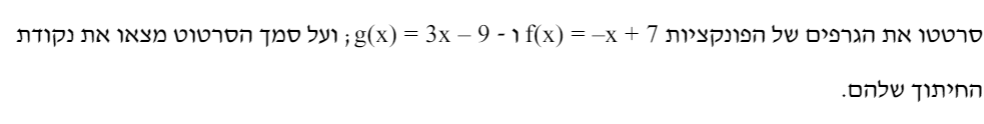 סרטטו את הגרפים של הפונקציות f(x) = –x + 7 ו - g(x) = 3x – 9; ועל סמך הסרטוט מצאו את נקודת
החיתוך שלהם.